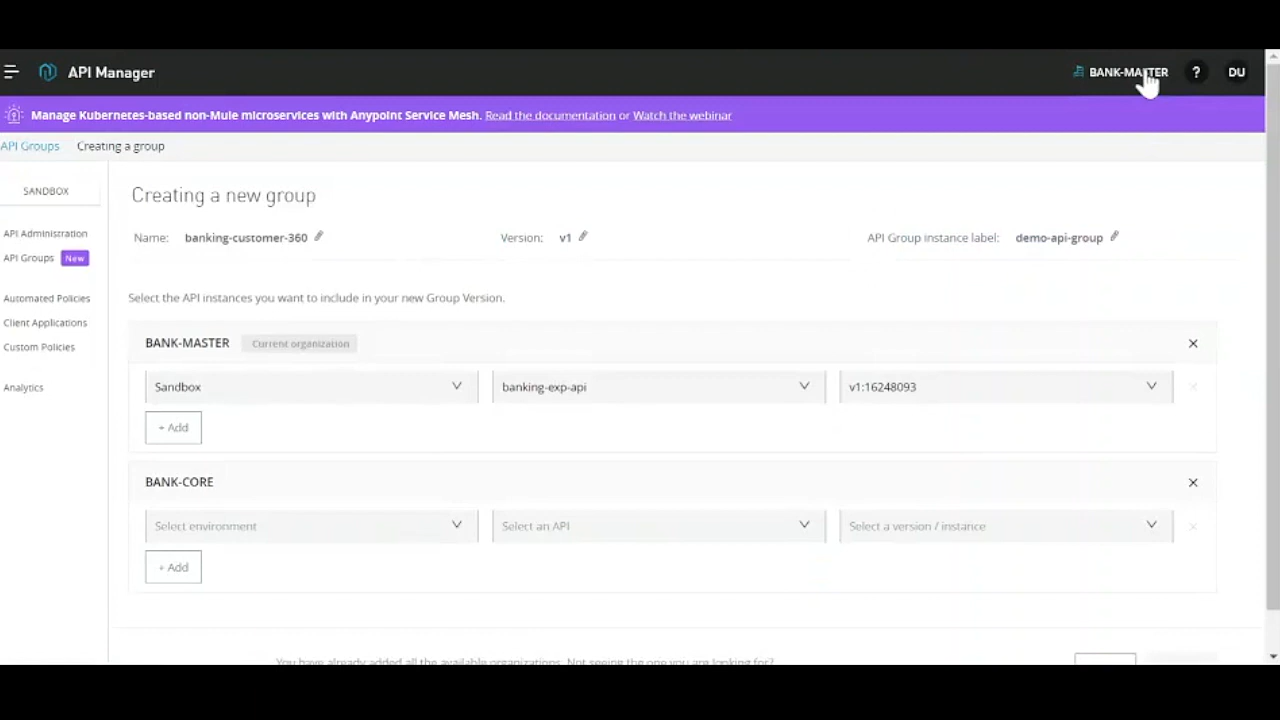 API Manager
BANK-MASTER ? DU
Manage Kubernetes-based non-Mule microservices with Anypoint Service Mesh. Read the documentation or Watch the webinar
API Groups Creating a group
SANDBOX
API Administration
API Groups New
Automated Policies
Client Applications
Custom Policies
Analytics
Creating a new group
Name: banking-customer-360 Version: v1 API Group instance label: demo-api-group
Select the API instances you want to include in your new Group Version.
BANK-MASTER Current organization
Sandbox banking-exp-api v1:16248093
+ Add
BANK-CORE
Select environment Select an API Select a version / instance
+ Add
You have already added all the available organizations. Not seeing the one you are looking for?